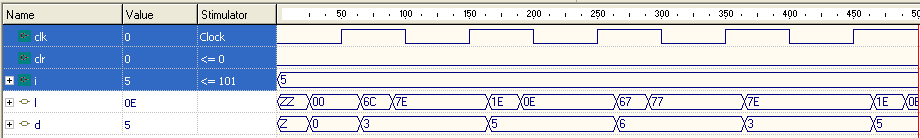 Name Value Stimulator 50 100 150 200 250 300 350 400 450
clk 0 Clock
clr 0 <= 0
i 5 <= 101 5
l 0E ZZ 00 6C 7E 1E 0E 67 77 7E 1E 0E
d 5 Z 0 3 5 6 3 5